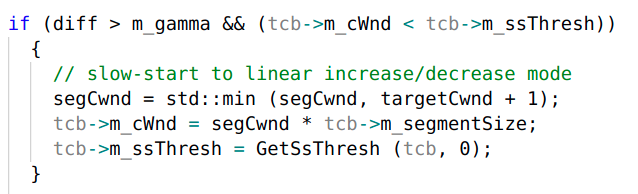 if (diff > m_gamma && (tcb->m_cWnd < tcb->m_ssThresh))
{
// slow-start to linear increase/decrease mode
segCwnd = std::min (segCwnd, targetCwnd + 1);
tcb->m_cWnd = segCwnd * tcb->m_segmentSize;
tcb->m_ssThresh = GetSsThresh (tcb, 0);
}